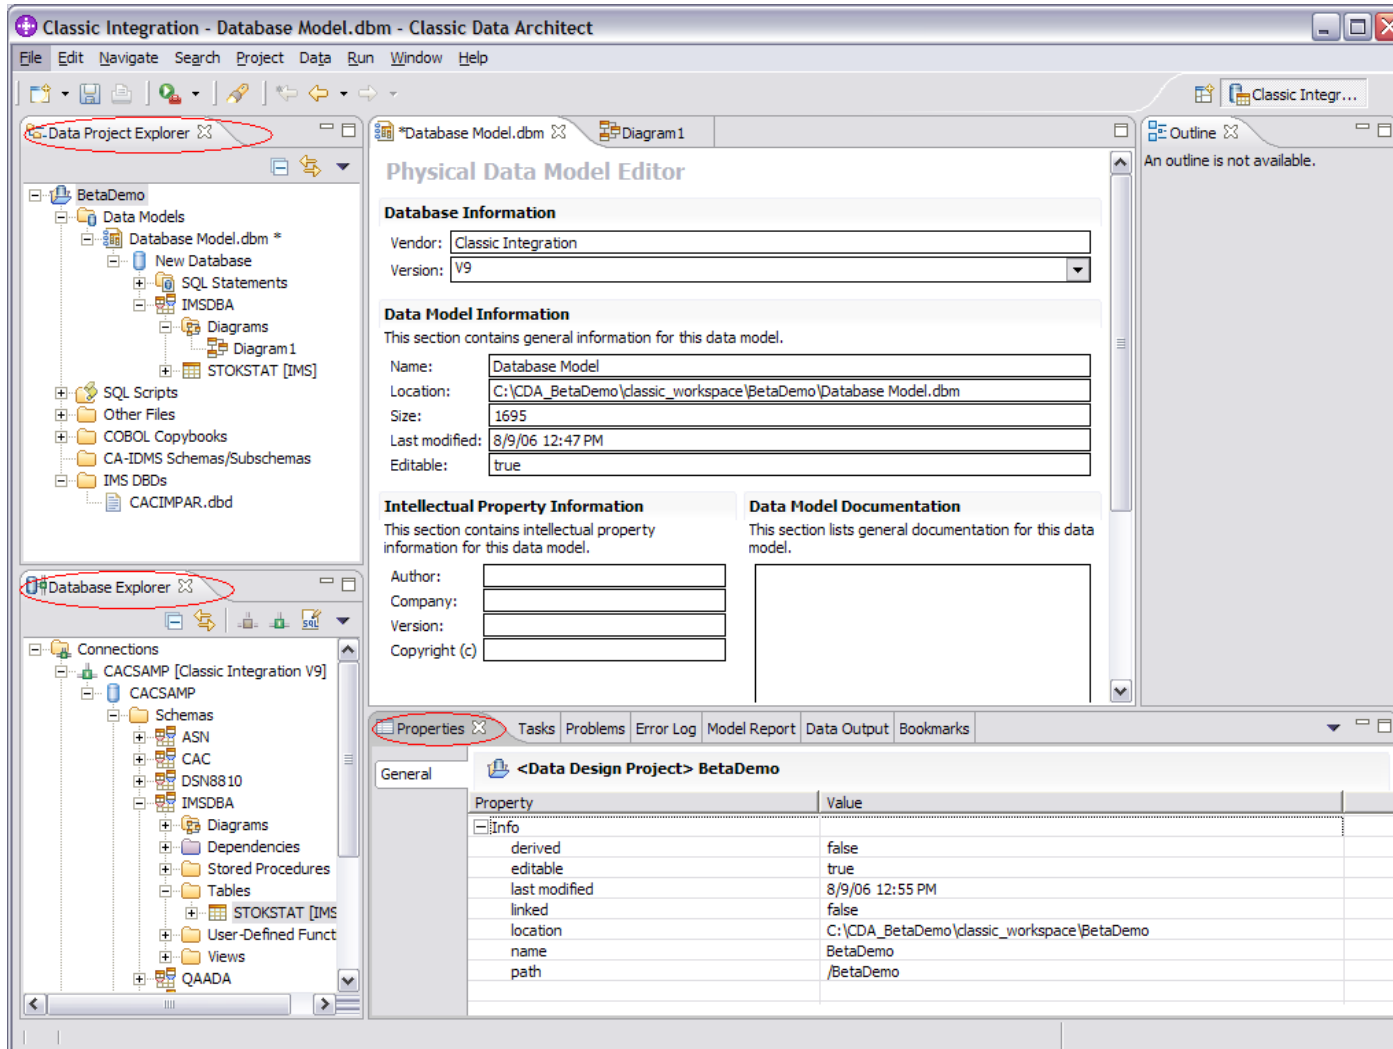 Classic Integration - Database Model.dbm - Classic Data Architect
File Edit Navigate Search Project Data Run Window Help
Classic Integr...
Data Project Explorer
BetaDemo
Data Models
Database Model.dbm *
New Database
SQL Statements
IMSDBA
Diagrams
Diagram1
STOKSTAT [IMS]
SQL Scripts
Other Files
COBOL Copybooks
CA-IDMS Schemas/Subschemas
IMS DBDs
CACIMPAR.dbd
Database Explorer
SQL
Connections
CACSAMP [Classic Integration V9]
CACSAMP
Schemas
ASN
CAC
DSN8810
IMSDBA
Diagrams
Dependencies
Stored Procedures
Tables
STOKSTAT [IMS
User-Defined Funct
Views
QAADA
*Database Model.dbm Diagram1
Physical Data Model Editor
Database Information
Vendor: Classic Integration
Version: V9
Data Model Information
This section contains general information for this data model.
Name: Database Model
Location: C:\CDA_BetaDemo\classic_workspace\BetaDemo\Database Model.dbm
Size: 1695
Last modified: 8/9/06 12:47 PM
Editable: true
Intellectual Property Information
This section contains intellectual property
information for this data model.
Author:
Company:
Version:
Copyright (c)
Data Model Documentation
This section lists general documentation for this data
model.
Outline
An outline is not available.
Properties Tasks Problems Error Log Model Report Data Output Bookmarks
General
<Data Design Project> BetaDemo
Property Value
Info
derived false
editable true
last modified 8/9/06 12:55 PM
linked false
location C:\CDA_BetaDemo\classic_workspace\BetaDemo
name BetaDemo
path /BetaDemo